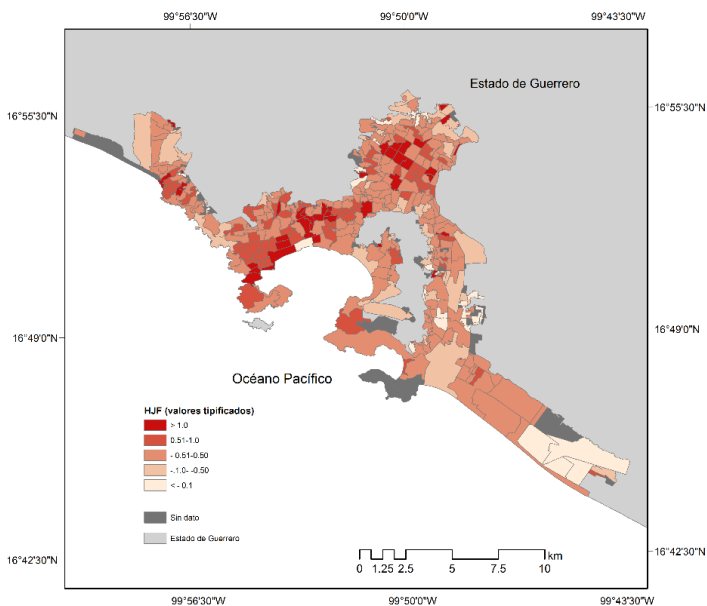 99°56'30"W 99°50'0"W 99°43'30"W
Estado de Guerrero
16°55'30"N 16°55'30"N
16°49'0"N 16°49'0"N
Océano Pacífico
HJF (valores tipificados)
> 1.0
0.51-1.0
- 0.51-0.50
-.1.0- -0.50
< - 0.1
Sin dato
Estado de Guerrero
km
0 1.25 2.5 5 7.5 10
16°42'30"N 16°42'30"N
99°56'30"W 99°50'0"W 99°43'30"W